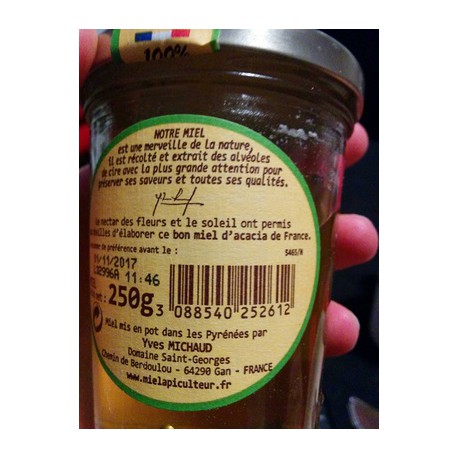 100%
NOTRE MIEL
est une merveille de la nature,
il est récolté et extrait des alvéoles
de cire avec la plus grande attention pour
préserver ses saveurs et toutes ses qualités.
nectar des fleurs et le soleil ont permis
d'élaborer ce bon miel d'acacia de France.
de préférence avant le :
5465/N
01/11/2017
L02996A 11:46
250g
3 088540 252612
Miel mis en pot dans les Pyrénées par
Yves MICHAUD
Domaine Saint-Georges
Chemin de Berdoulou - 64290 Gan - FRANCE
www.mielapiculteur.fr